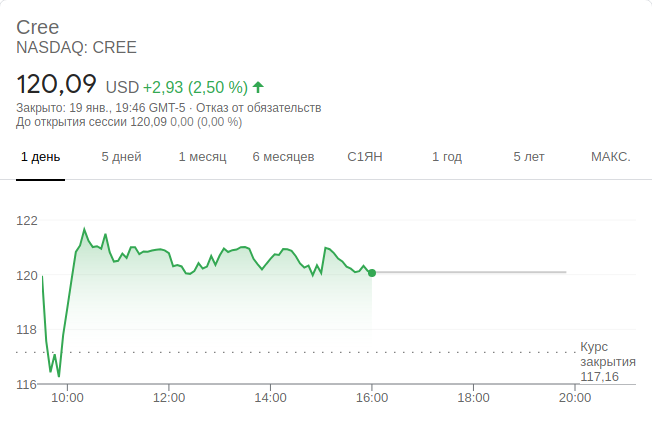 Cree
NASDAQ: CREE
120,09 USD +2,93 (2,50 %)
Закрыто: 19 янв., 19:46 GMT-5 · Отказ от обязательств
До открытия сессии 120,09 0,00 (0,00 %)
1 день 5 дней 1 месяц 6 месяцев С1ЯН 1 год 5 лет МАКС.
122
120
118
Курс
закрытия
117,16
116
10:00 12:00 14:00 16:00 18:00 20:00